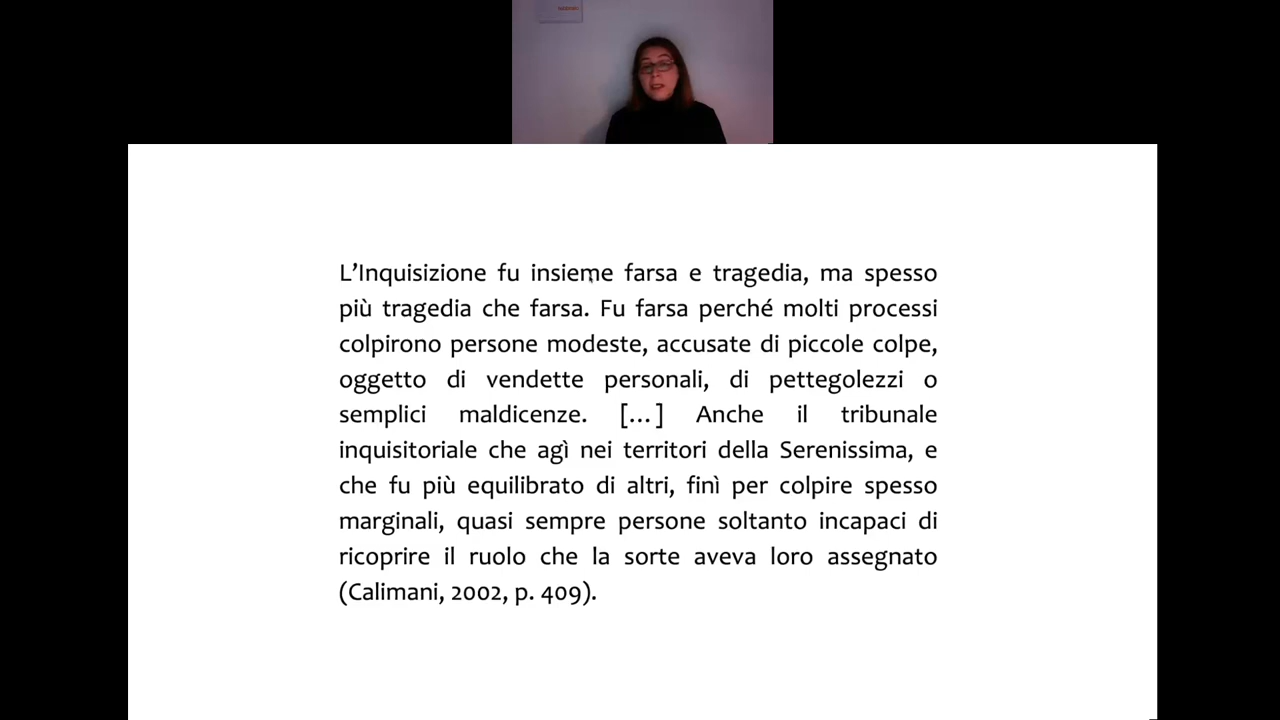 L’Inquisizione fu insieme farsa e tragedia, ma spesso
più tragedia che farsa. Fu farsa perché molti processi
colpirono persone modeste, accusate di piccole colpe,
oggetto di vendette personali, di pettegolezzi o
semplici maldicenze. [...] Anche il tribunale
inquisitoriale che agì nei territori della Serenissima, e
che fu più equilibrato di altri, finì per colpire spesso
marginali, quasi sempre persone soltanto incapaci di
ricoprire il ruolo che la sorte aveva loro assegnato
(Calimani, 2002, p. 409).